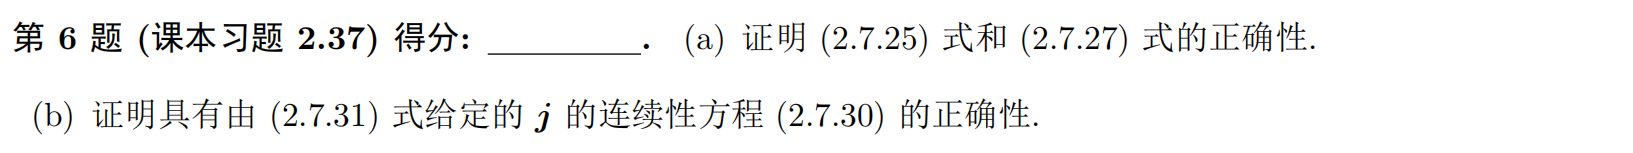 第 6 题 (课本习题 2.37) 得分: ________. (a) 证明 (2.7.25) 式和 (2.7.27) 式的正确性.
(b) 证明具有由 (2.7.31) 式给定的 j 的连续性方程 (2.7.30) 的正确性.